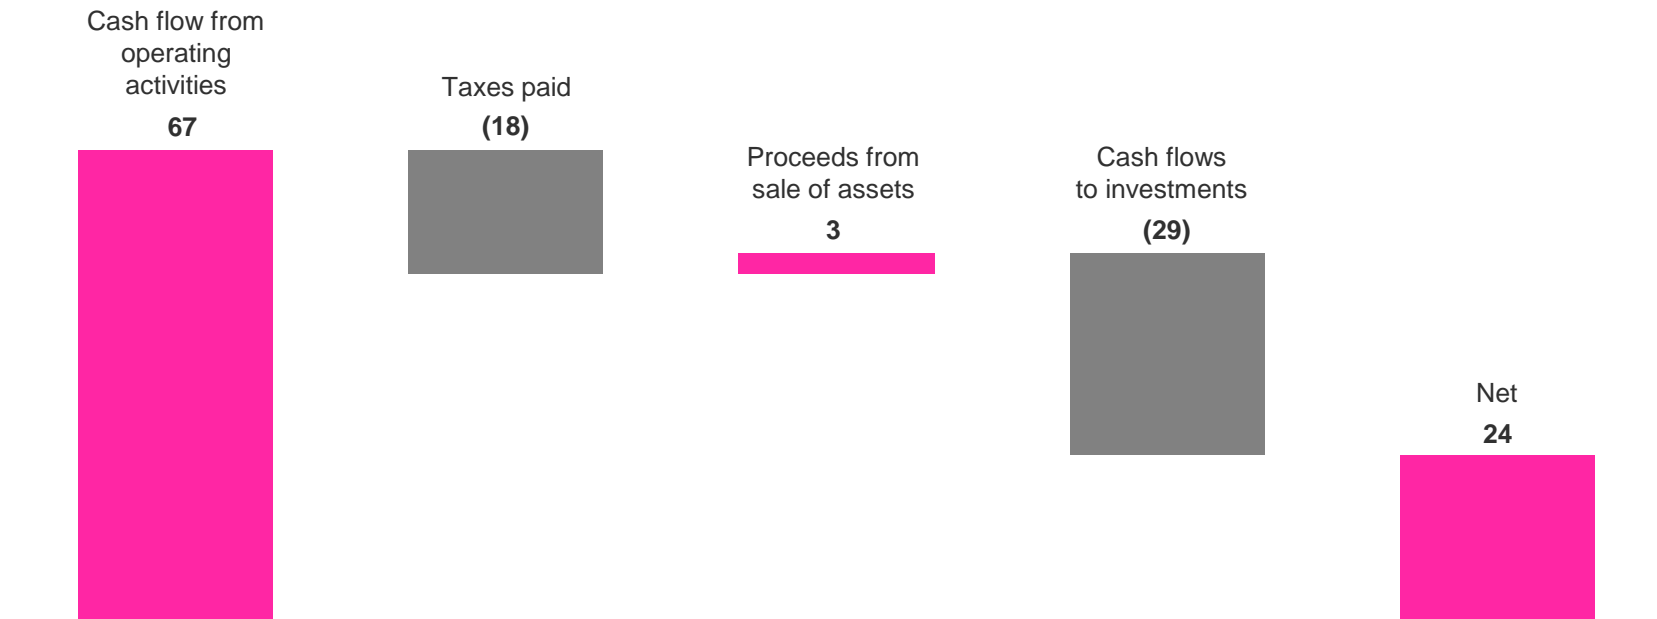 Cash flow from
operating
activities
67
Taxes paid
(18)
Proceeds from
sale of assets
3
Cash flows
to investments
(29)
Net
24